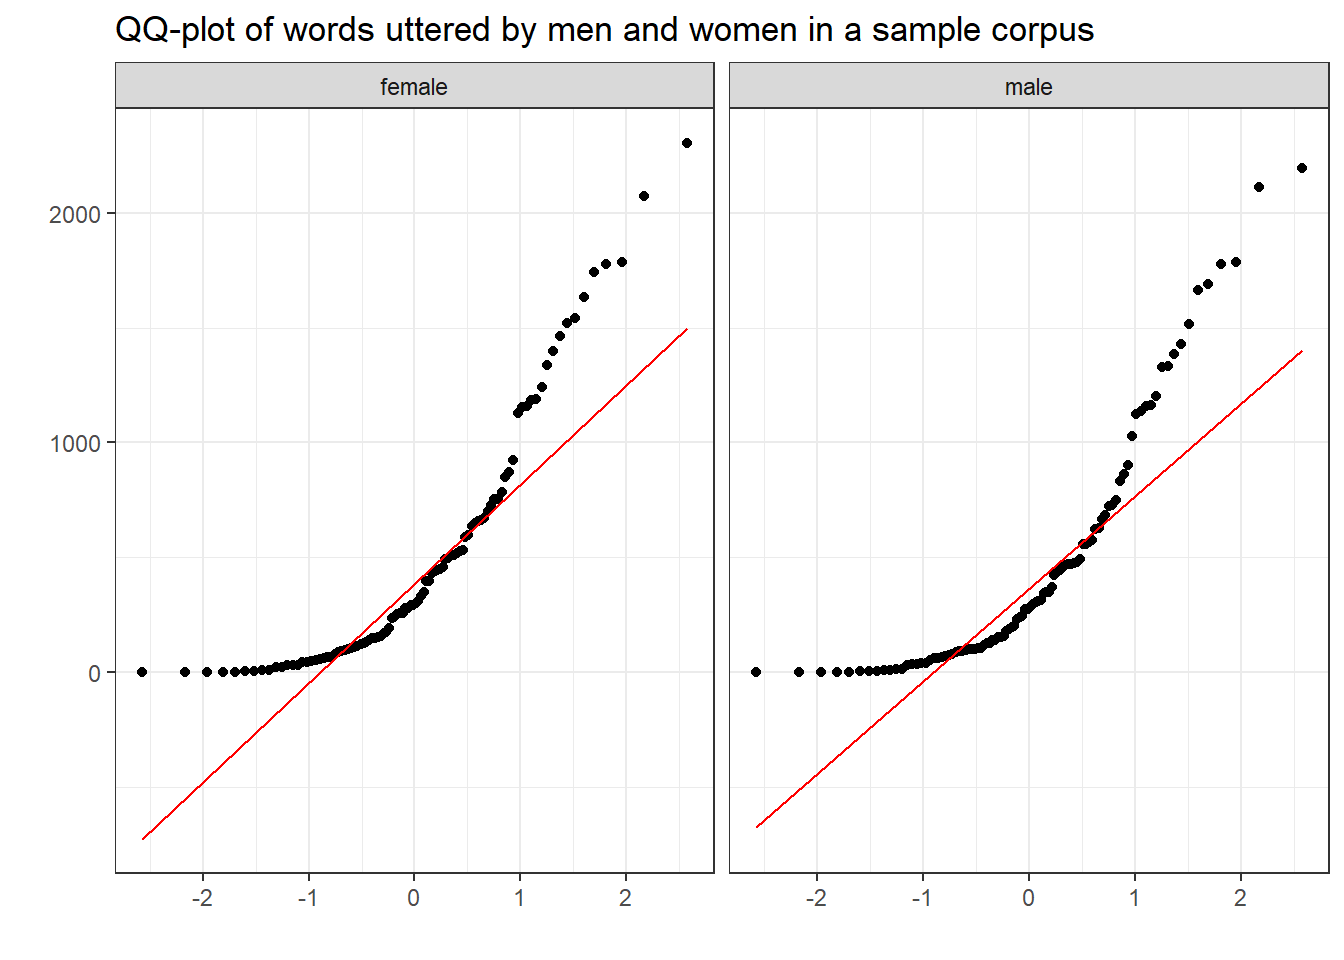 QQ-plot of words uttered by men and women in a sample corpus
female
male
2000
1000
0
-2 -1 0 1 2
-2 -1 0 1 2